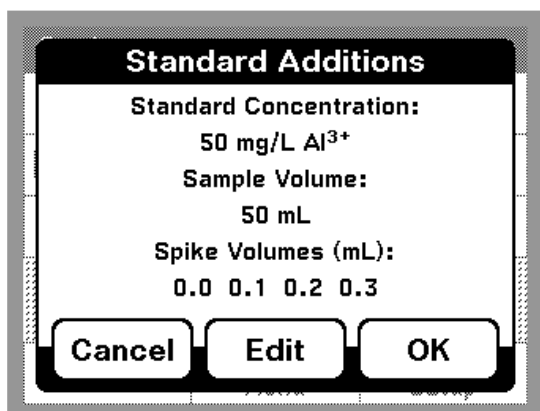 Standard Additions
Standard Concentration:
50 mg/L Al³⁺
Sample Volume:
50 mL
Spike Volumes (mL):
0.0 0.1 0.2 0.3
Cancel Edit OK